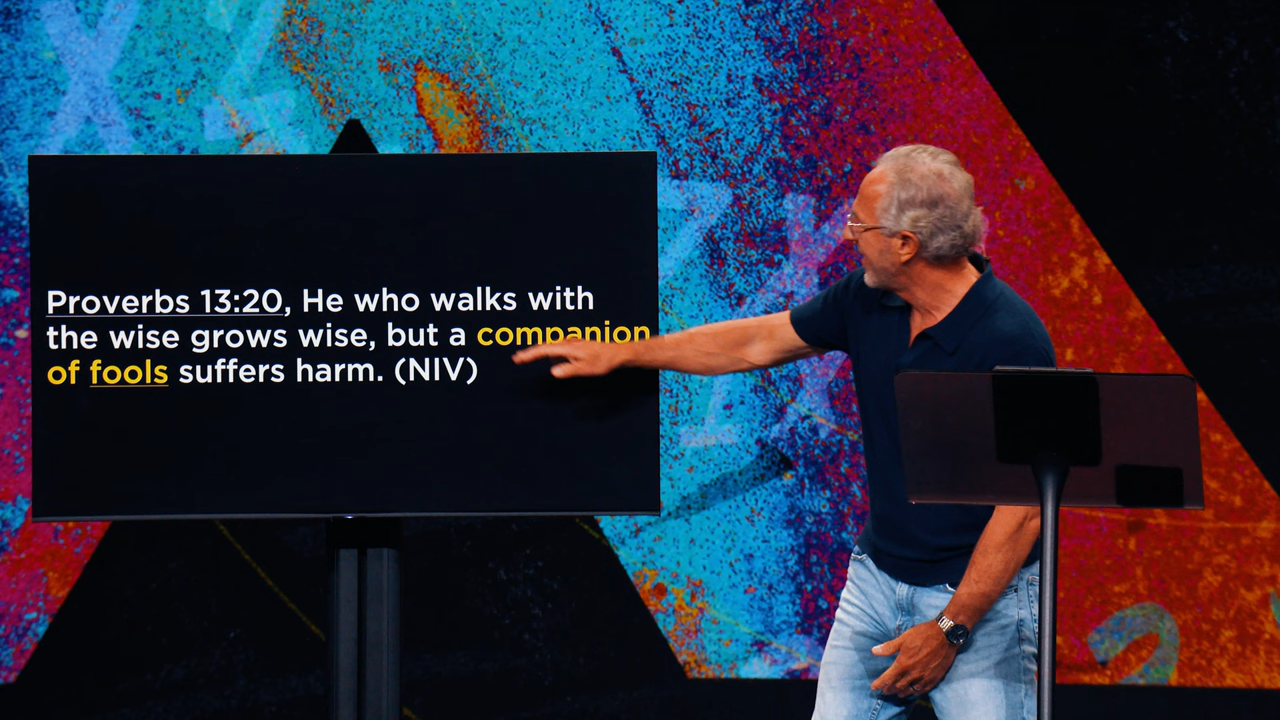 Proverbs 13:20, He who walks with
the wise grows wise, but a companion
of fools suffers harm. (NIV)